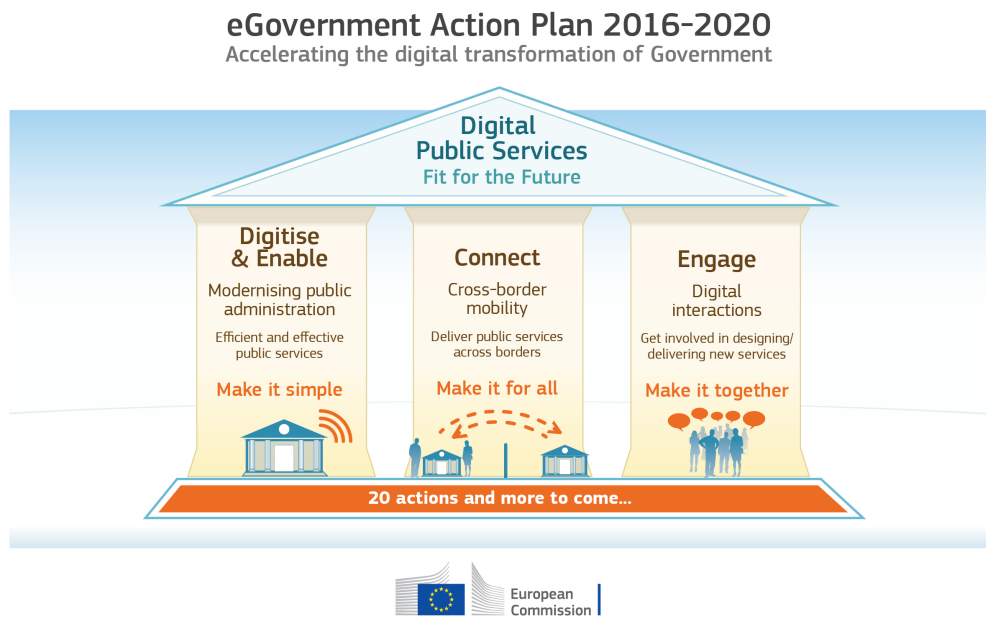 eGovernment Action Plan 2016-2020
Accelerating the digital transformation of Government
Digital
Public Services
Fit for the Future
Digitise
& Enable
Modernising public
administration
Efficient and effective
public services
Make it simple
Connect
Cross-border
mobility
Deliver public services
across borders
Make it for all
Engage
Digital
interactions
Get involved in designing/
delivering new services
Make it together
20 actions and more to come...
European
Commission